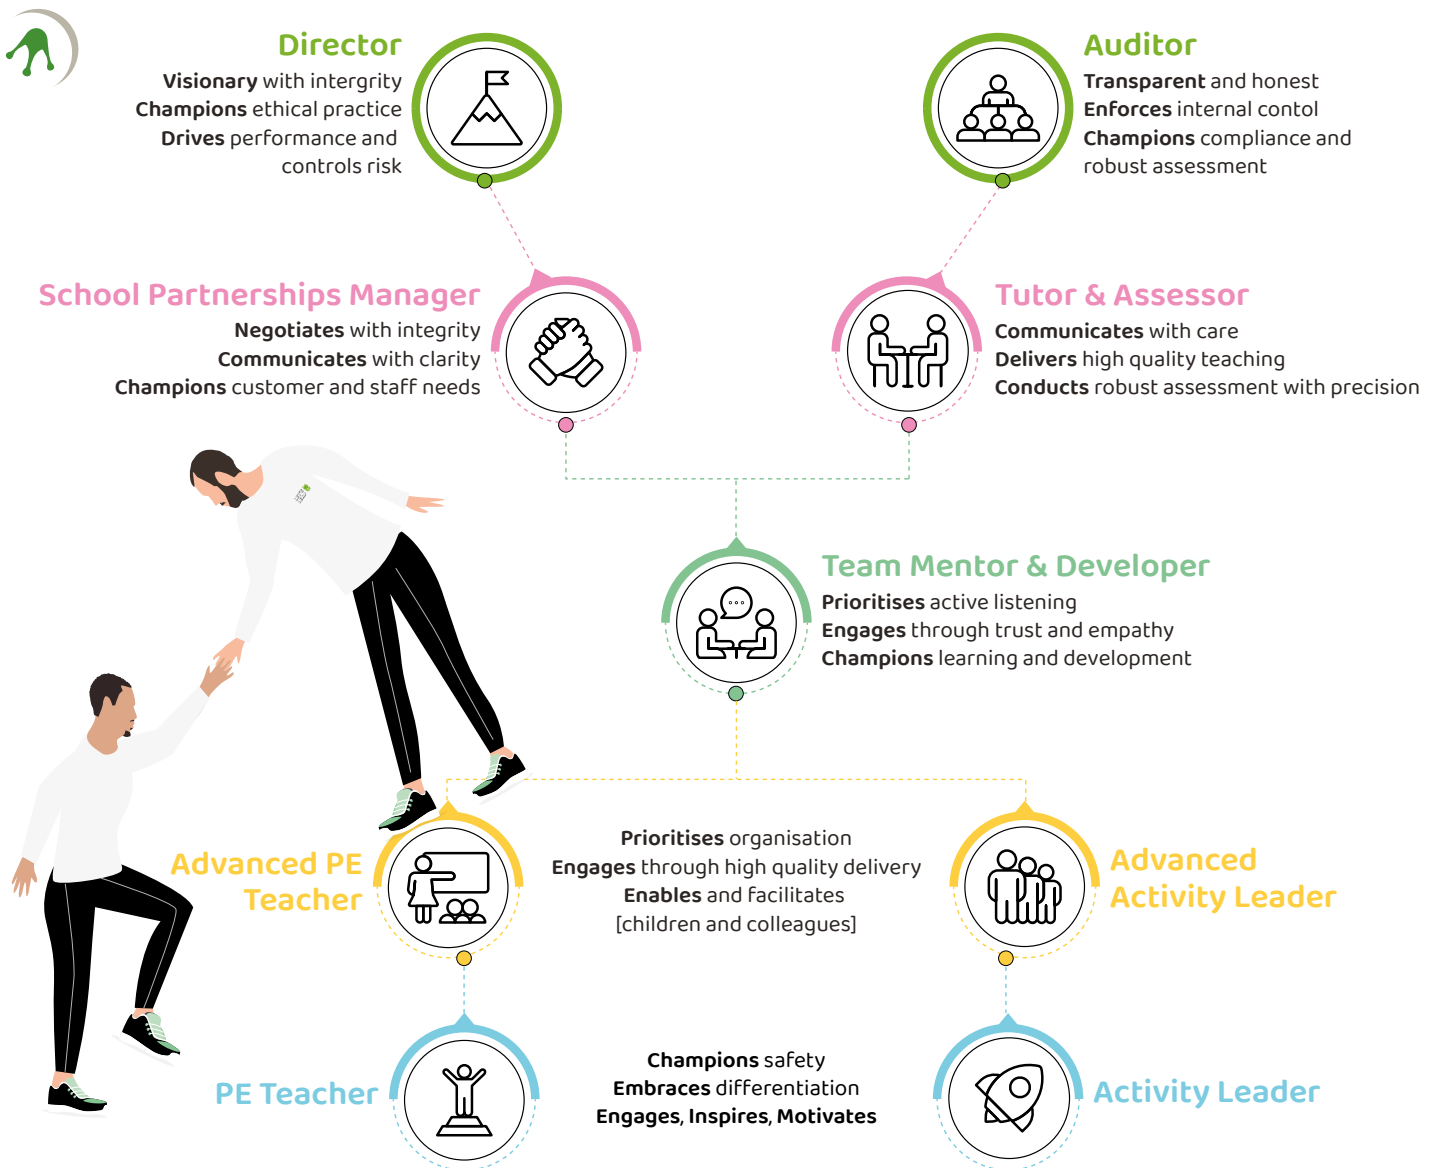 Director
Visionary with intergrity
Champions ethical practice
Drives performance and
controls risk
Auditor
Transparent and honest
Enforces internal contol
Champions compliance and
robust assessment
School Partnerships Manager
Negotiates with integrity
Communicates with clarity
Champions customer and staff needs
Tutor & Assessor
Communicates with care
Delivers high quality teaching
Conducts robust assessment with precision
Team Mentor & Developer
Prioritises active listening
Engages through trust and empathy
Champions learning and development
Advanced PE
Teacher
Prioritises organisation
Engages through high quality delivery
Enables and facilitates
[children and colleagues]
Advanced
Activity Leader
PE Teacher
Champions safety
Embraces differentiation
Engages, Inspires, Motivates
Activity Leader